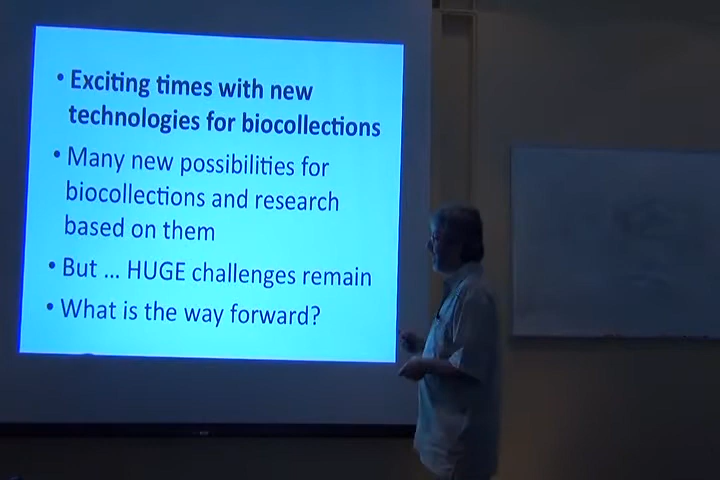 • Exciting times with new
technologies for biocollections
• Many new possibilities for
biocollections and research
based on them
• But ... HUGE challenges remain
• What is the way forward?